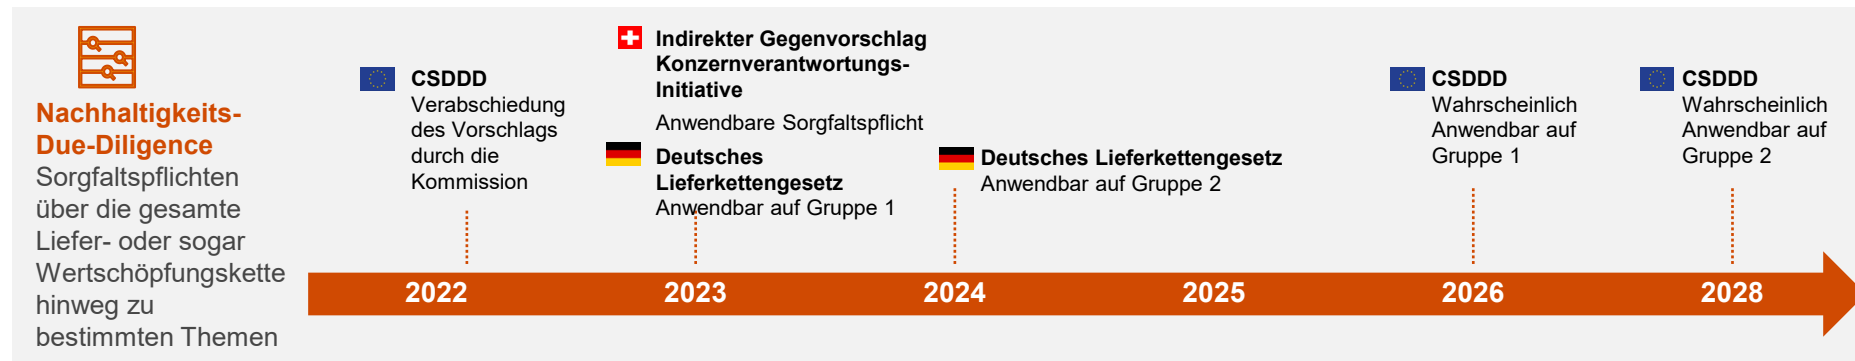 Nachhaltigkeits-
Due-Diligence
Sorgfaltspflichten
über die gesamte
Liefer- oder sogar
Wertschöpfungskette
hinweg zu
bestimmten Themen
CSDDD
Verabschiedung
des Vorschlags
durch die
Kommission
Indirekter Gegenvorschlag
Konzernverantwortungs-
Initiative
Anwendbare Sorgfaltspflicht
Deutsches
Lieferkettengesetz
Anwendbar auf Gruppe 1
Deutsches Lieferkettengesetz
Anwendbar auf Gruppe 2
CSDDD
Wahrscheinlich
Anwendbar auf
Gruppe 1
CSDDD
Wahrscheinlich
Anwendbar auf
Gruppe 2
2022
2023
2024
2025
2026
2028